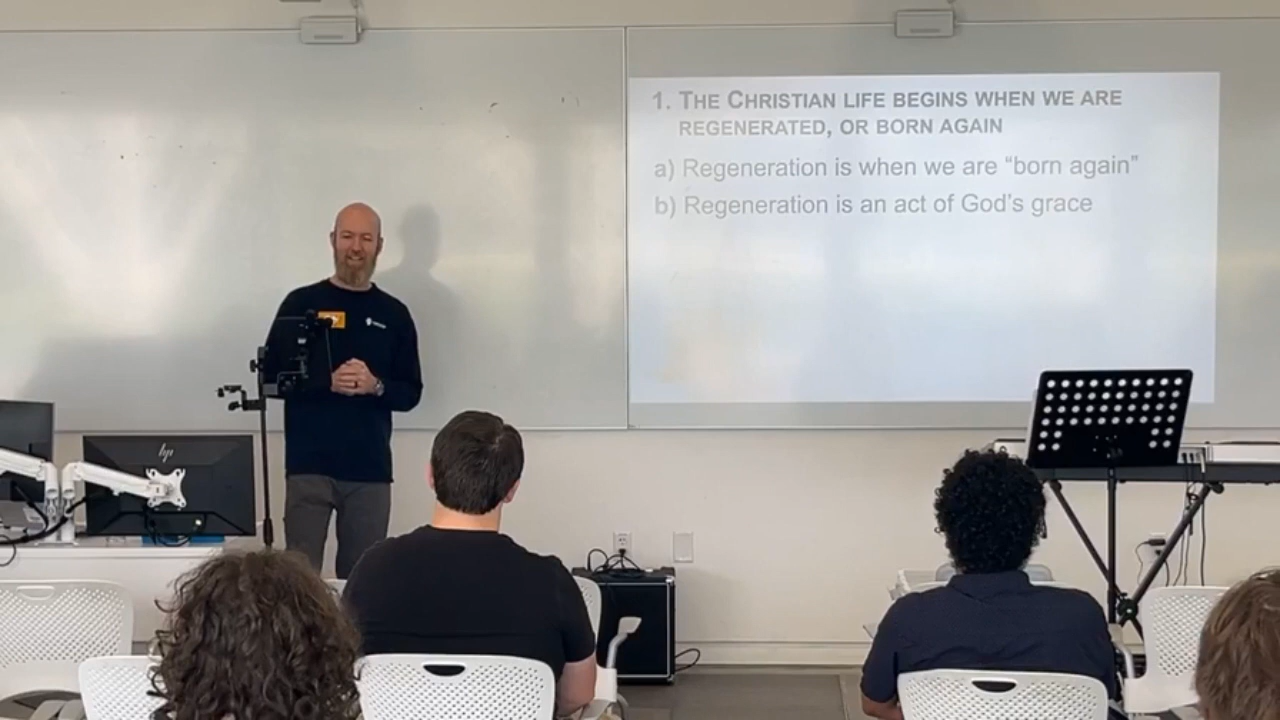 1. THE CHRISTIAN LIFE BEGINS WHEN WE ARE
REGENERATED, OR BORN AGAIN
a) Regeneration is when we are “born again”
b) Regeneration is an act of God’s grace
hp